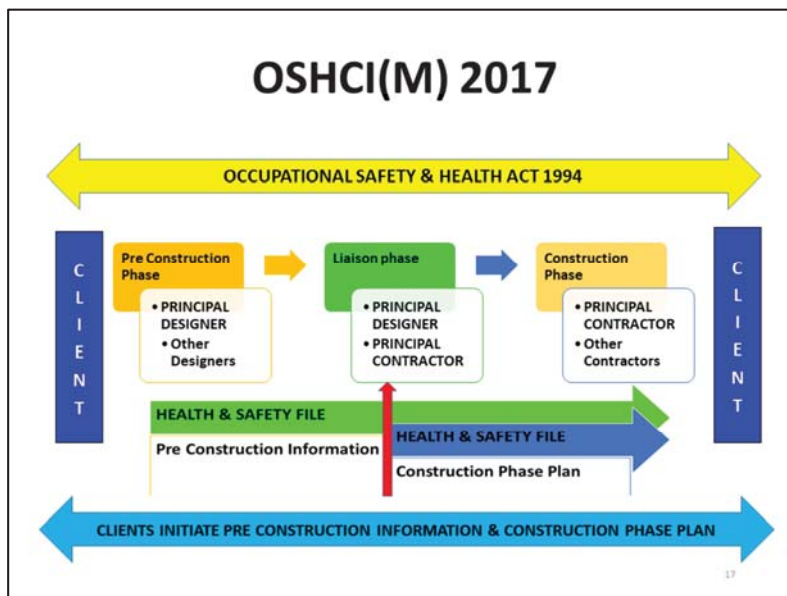 OSHCI(M) 2017
OCCUPATIONAL SAFETY & HEALTH ACT 1994
CLIENT
Pre Construction
Phase
• PRINCIPAL
DESIGNER
• Other
Designers
Liaison phase
• PRINCIPAL
DESIGNER
• PRINCIPAL
CONTRACTOR
Construction
Phase
• PRINCIPAL
CONTRACTOR
• Other
Contractors
CLIENT
HEALTH & SAFETY FILE
Pre Construction Information
HEALTH & SAFETY FILE
Construction Phase Plan
CLIENTS INITIATE PRE CONSTRUCTION INFORMATION & CONSTRUCTION PHASE PLAN
17